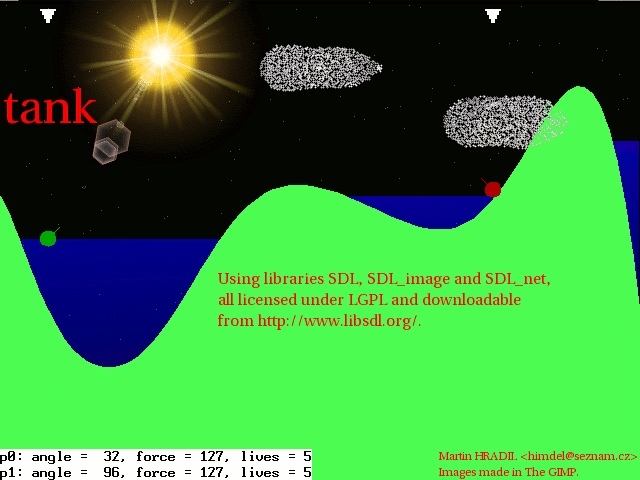 tank
Using libraries SDL, SDL_image and SDL_net,
all licensed under LGPL and downloadable
from http://www.libsdl.org/.
p0: angle =  32, force = 127, lives = 5
p1: angle =  96, force = 127, lives = 5
Martin HRADIL <himdel@seznam.cz>
Images made in The GIMP.